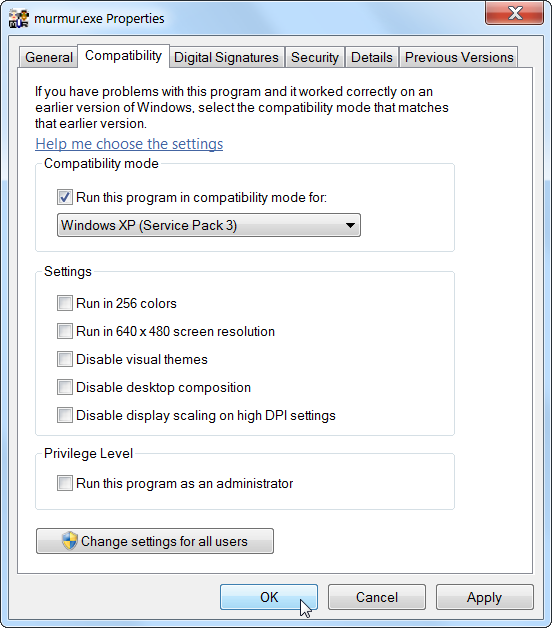 murmur.exe Properties
General
Compatibility
Digital Signatures
Security
Details
Previous Versions
If you have problems with this program and it worked correctly on an
earlier version of Windows, select the compatibility mode that matches
that earlier version.
Help me choose the settings
Compatibility mode
Run this program in compatibility mode for:
Windows XP (Service Pack 3)
Settings
Run in 256 colors
Run in 640 x 480 screen resolution
Disable visual themes
Disable desktop composition
Disable display scaling on high DPI settings
Privilege Level
Run this program as an administrator
Change settings for all users
OK
Cancel
Apply